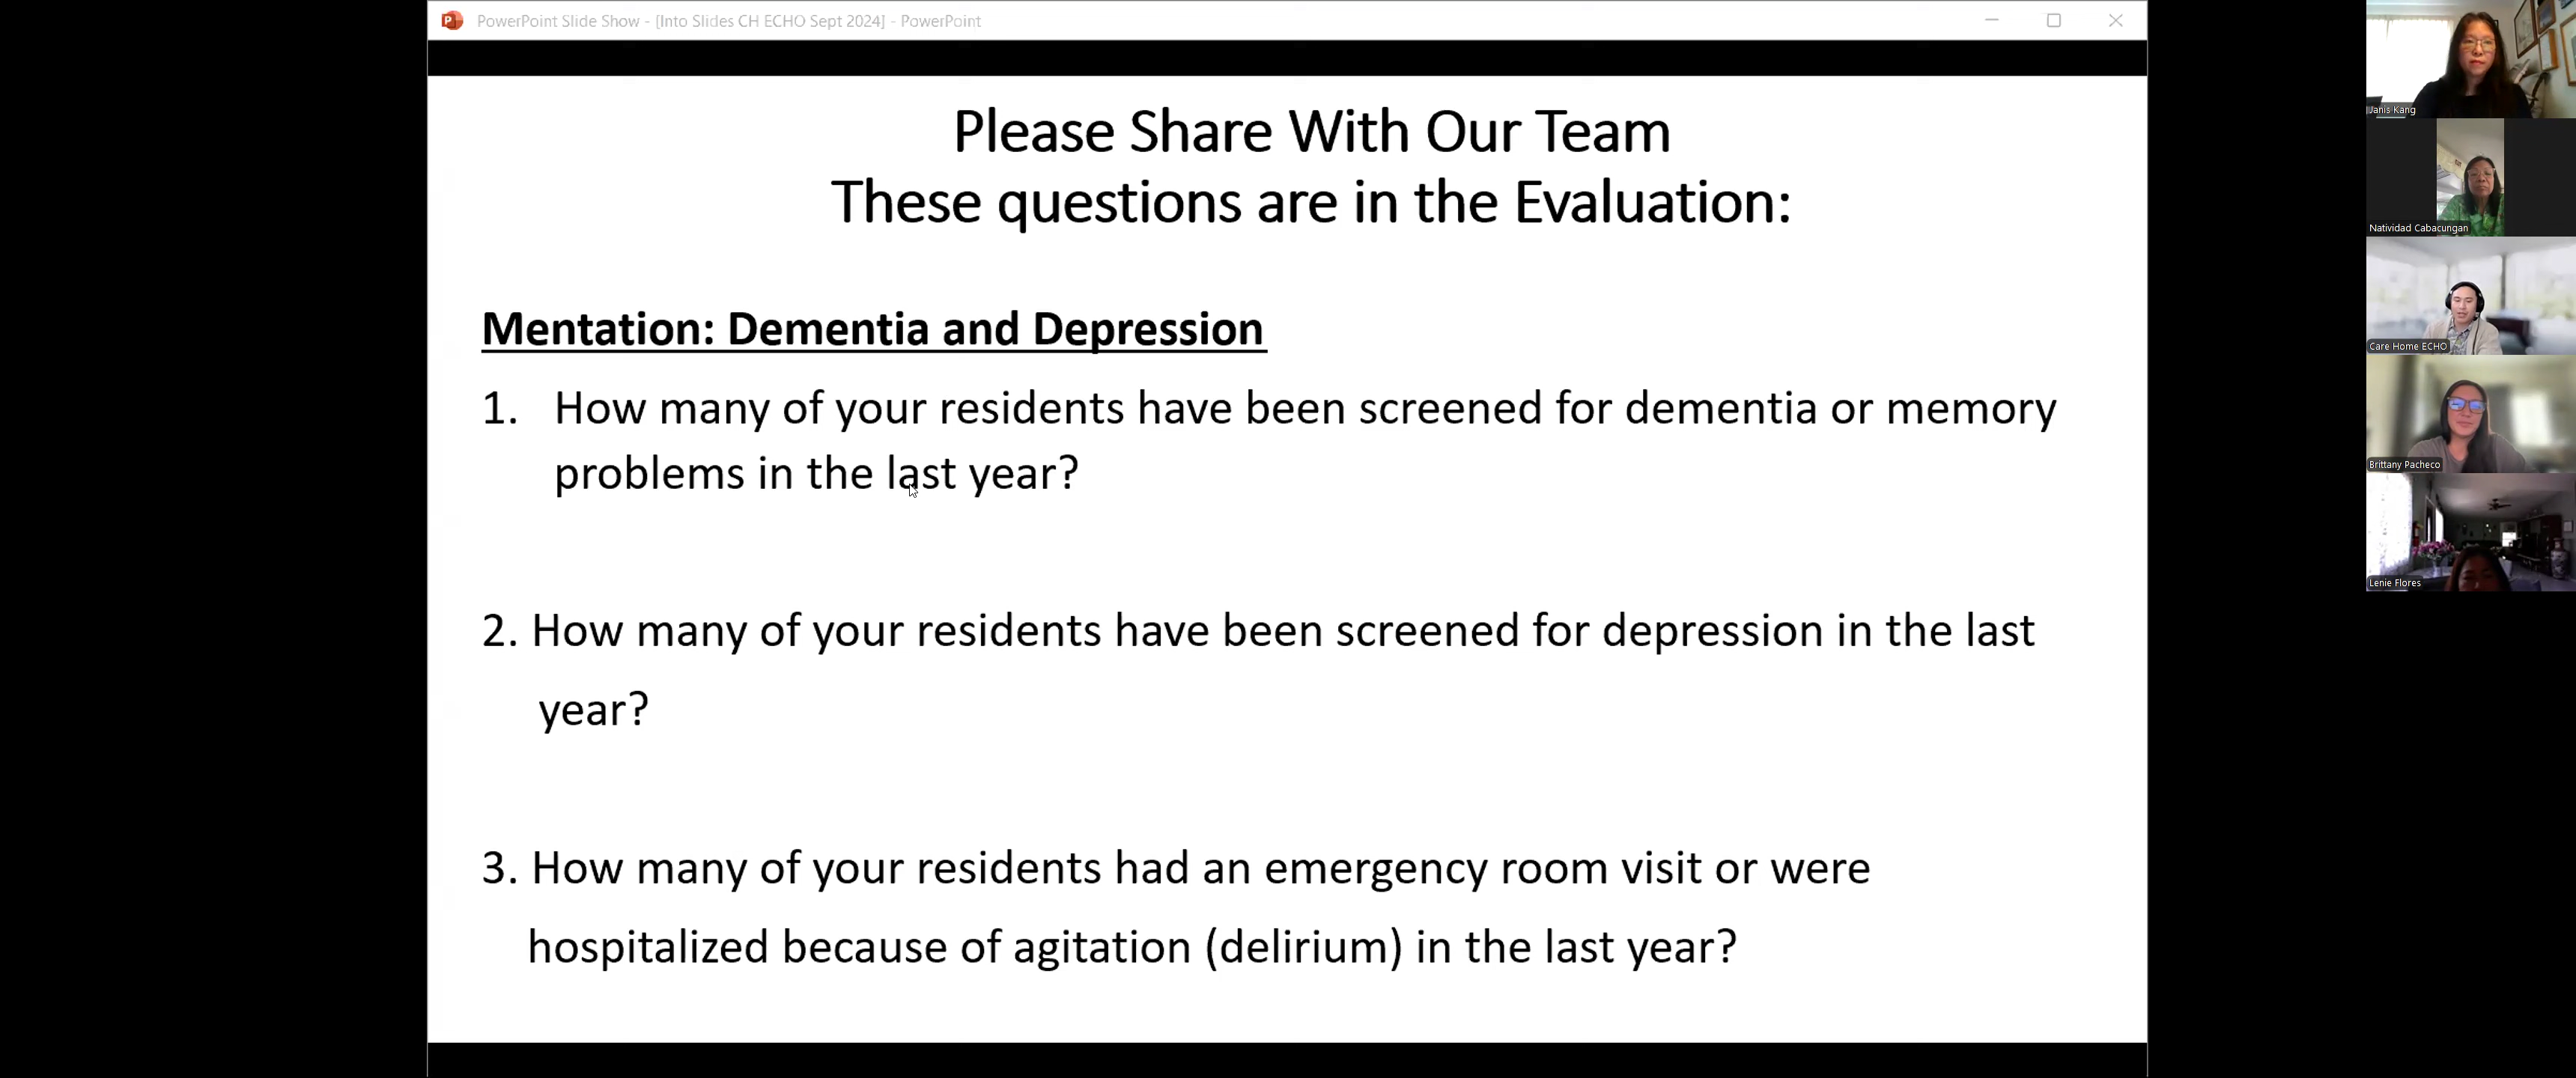 PowerPoint Slide Show - [Into Slides CH ECHO Sept 2024] - PowerPoint
Please Share With Our Team
These questions are in the Evaluation:
Mentation: Dementia and Depression
1. How many of your residents have been screened for dementia or memory
problems in the last year?
2. How many of your residents have been screened for depression in the last
year?
3. How many of your residents had an emergency room visit or were
hospitalized because of agitation (delirium) in the last year?
Janis Kang
Natividad Cabacungan
Care Home ECHO
Brittany Pacheco
Lenie Flores